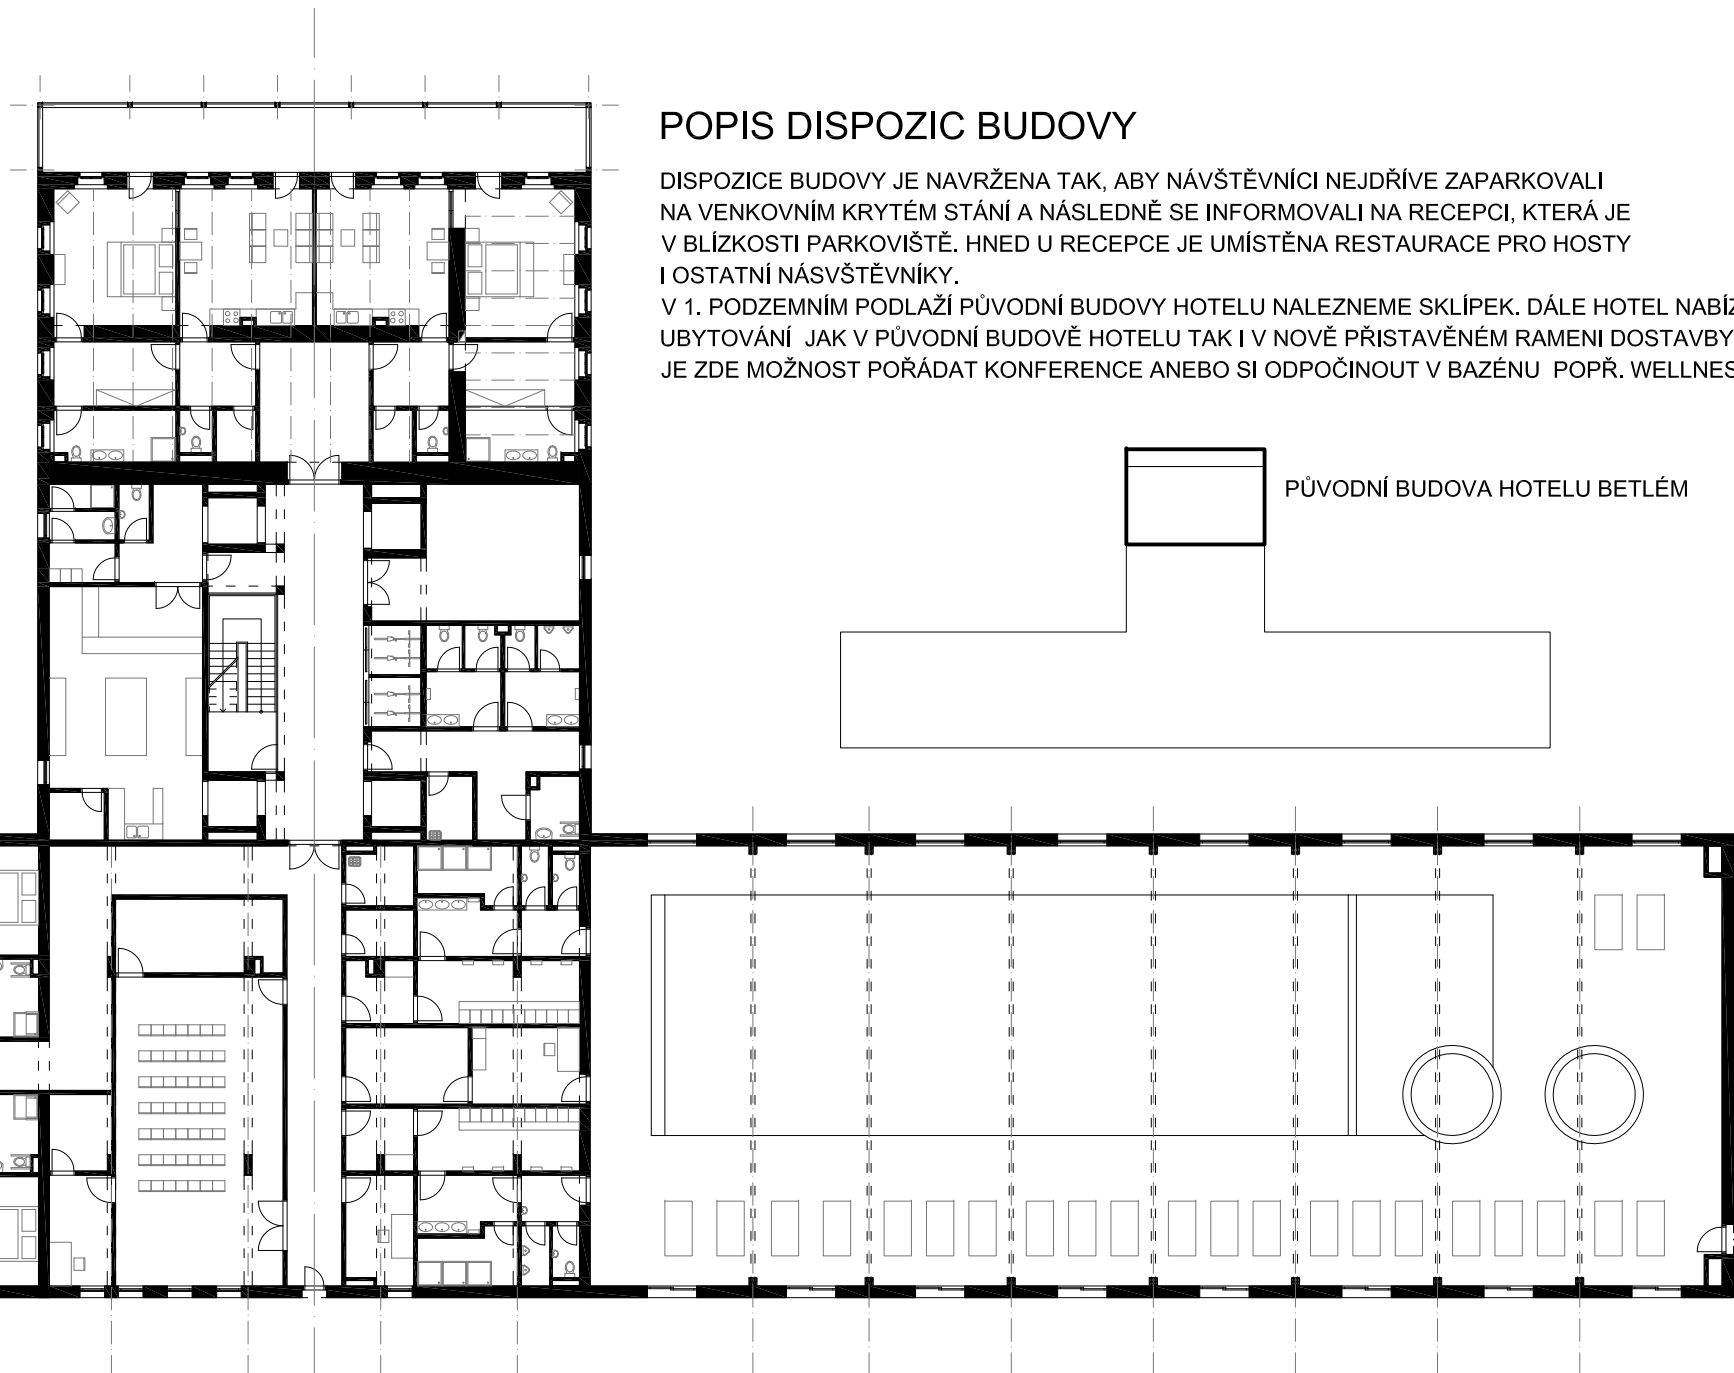 POPIS DISPOZIC BUDOVY
DISPOZICE BUDOVY JE NAVRŽENA TAK, ABY NÁVŠTĚVNÍCI NEJDŘÍVE ZAPARKOVALI
NA VENKOVNÍM KRYTÉM STÁNÍ A NÁSLEDNĚ SE INFORMOVALI NA RECEPCI, KTERÁ JE
V BLÍZKOSTI PARKOVIŠTĚ. HNED U RECEPCE JE UMÍSTĚNA RESTAURACE PRO HOSTY
I OSTATNÍ NÁSVŠTĚVNÍKY.
V 1. PODZEMNÍM PODLAŽÍ PŮVODNÍ BUDOVY HOTELU NALEZNEME SKLÍPEK. DÁLE HOTEL NABÍZ
UBYTOVÁNÍ JAK V PŮVODNÍ BUDOVĚ HOTELU TAK I V NOVĚ PŘISTAVĚNÉM RAMENI DOSTAVBY
JE ZDE MOŽNOST POŘÁDAT KONFERENCE ANEBO SI ODPOČINOUT V BAZÉNU POPŘ. WELLNES
PŮVODNÍ BUDOVA HOTELU BETLÉM